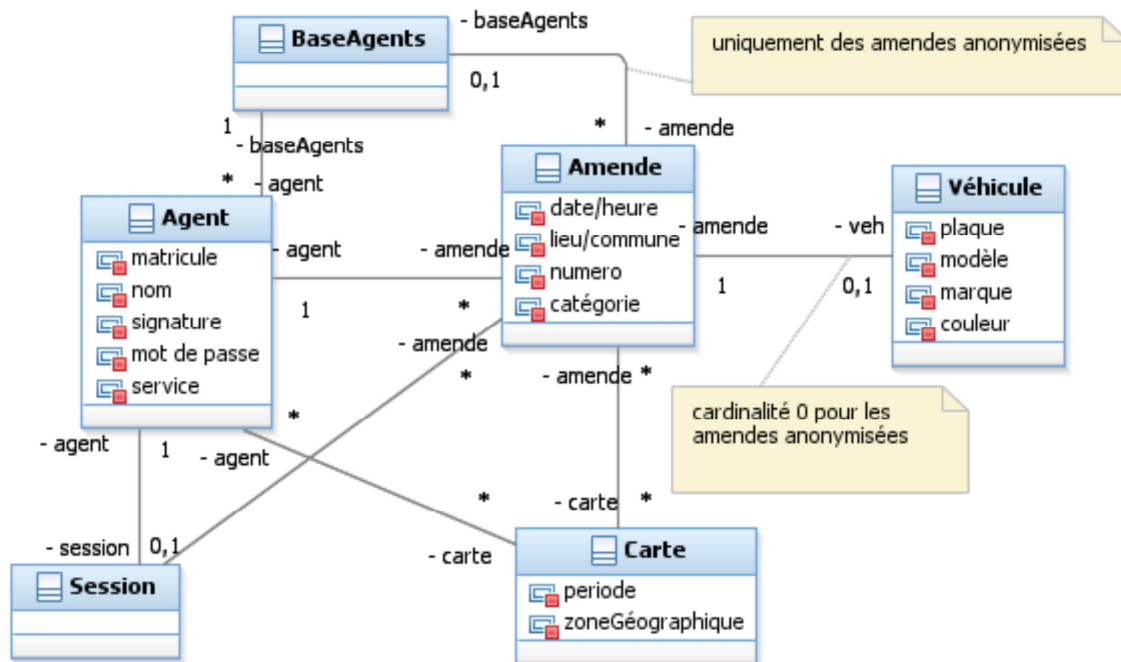 BaseAgents
- baseAgents
0,1
uniquement des amendes anonymisées
1
- baseAgents
*
- agent
*
- amende
Agent
matricule
nom
signature
mot de passe
service
Amende
date/heure
lieu/commune
numero
catégorie
Véhicule
plaque
modèle
marque
couleur
- agent
1
- amende
*
- amende
1
- veh
0,1
- amende
*
- amende
*
cardinalité 0 pour les
amendes anonymisées
- agent
1
*
- agent
- session
0,1
*
- carte
- carte
*
Session
Carte
periode
zoneGéographique